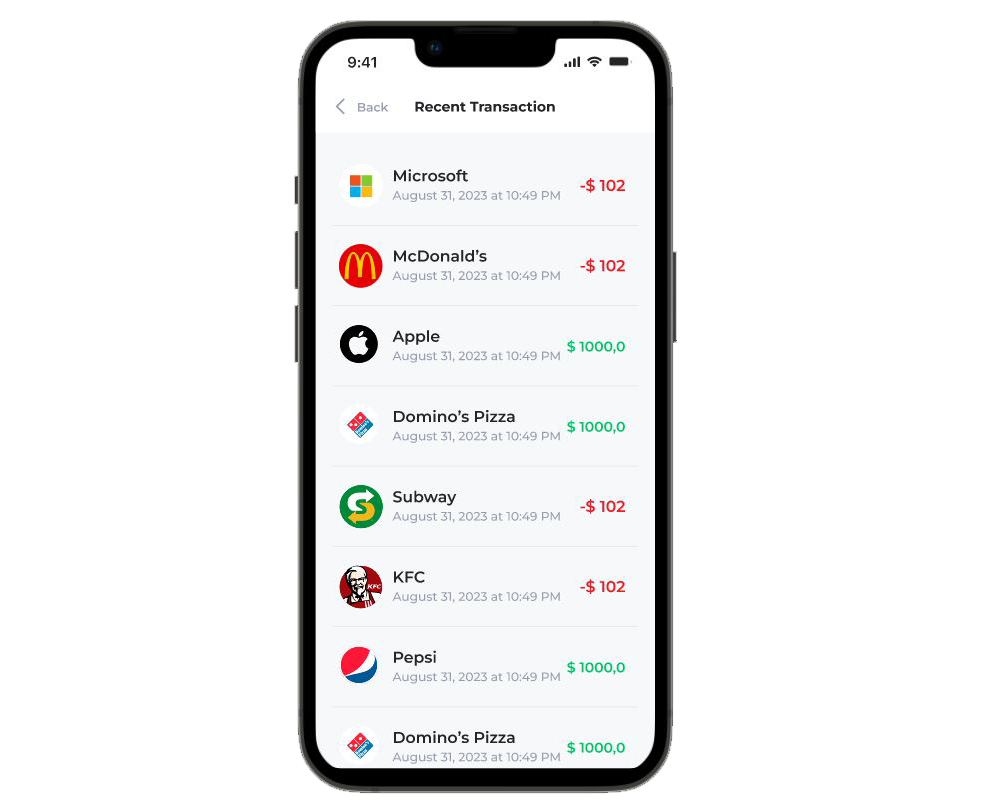 9:41
Back
Recent Transaction
Microsoft
August 31, 2023 at 10:49 PM
-$ 102
McDonald’s
August 31, 2023 at 10:49 PM
-$ 102
Apple
August 31, 2023 at 10:49 PM
$ 1000,0
Domino’s Pizza
August 31, 2023 at 10:49 PM
$ 1000,0
Subway
August 31, 2023 at 10:49 PM
-$ 102
KFC
KFC
August 31, 2023 at 10:49 PM
-$ 102
Pepsi
August 31, 2023 at 10:49 PM
$ 1000,0
Domino’s Pizza
August 31, 2023 at 10:49 PM
$ 1000,0